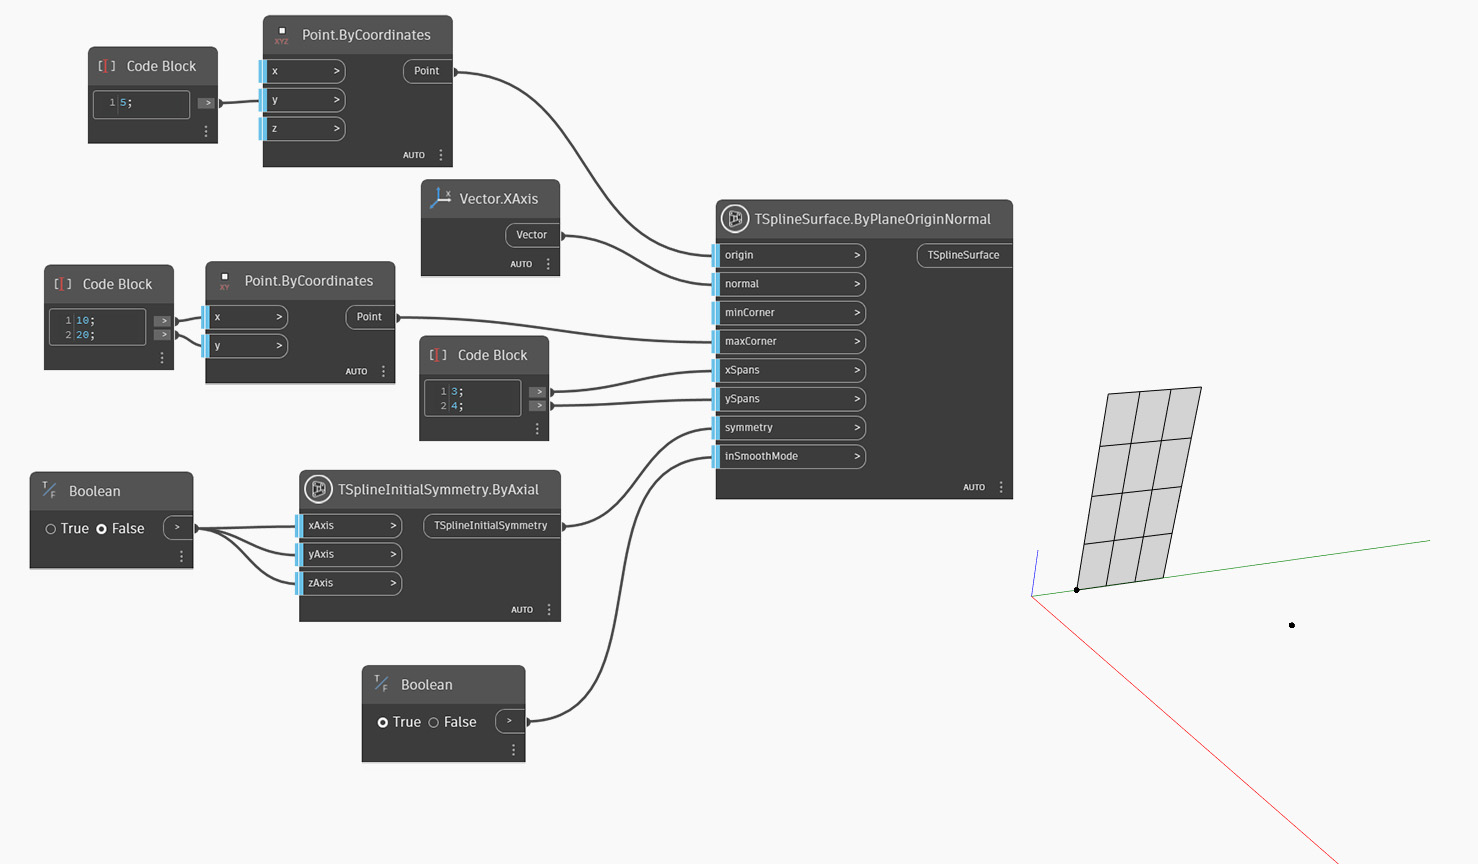 Code Block
1 5;
>
XYZ
Point.ByCoordinates
x >
Point
y >
z >
AUTO
X
Vector.XAxis
Vector
AUTO
Code Block
1 10;
>
2 20;
>
XY
Point.ByCoordinates
x >
Point
y >
AUTO
Code Block
1 3;
>
2 4;
>
T/F
Boolean
True False
>
TSplineInitialSymmetry.ByAxial
xAxis >
TSplineInitialSymmetry
yAxis >
zAxis >
AUTO
T/F
Boolean
True False
>
TSplineSurface.ByPlaneOriginNormal
origin >
TSplineSurface
normal >
minCorner >
maxCorner >
xSpans >
ySpans >
symmetry >
inSmoothMode >
AUTO